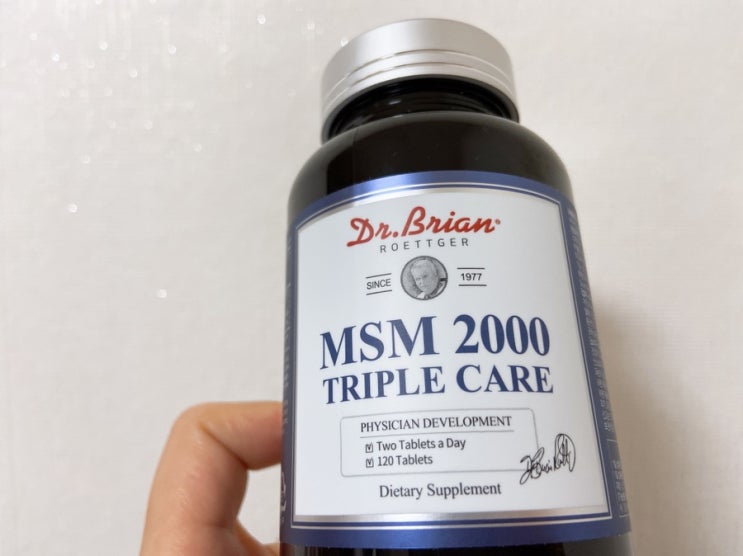 Dr.Brian
ROETTGER
SINCE 1977
MSM 2000
TRIPLE CARE
PHYSICIAN DEVELOPMENT
Two Tablets a Day
120 Tablets
Dietary Supplement